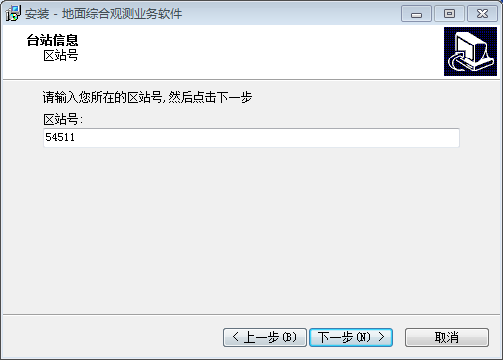 安装 - 地面综合观测业务软件
台站信息
区站号
请输入您所在的区站号,然后点击下一步
区站号:
54511
< 上一步(B)
下一步(N) >
取消